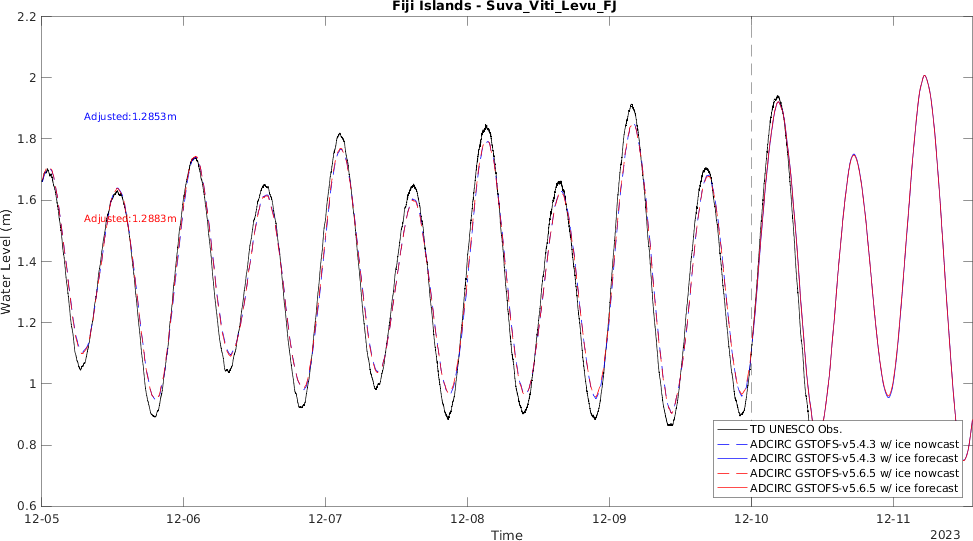 Fiji Islands - Suva_Viti_Levu_FJ
2.2
2
1.8
1.6
1.4
1.2
1
0.8
0.6
Water Level (m)
Adjusted:1.2853m
Adjusted:1.2883m
TD UNESCO Obs.
ADCIRC GSTOFS-v5.4.3 w/ ice nowcast
ADCIRC GSTOFS-v5.4.3 w/ ice forecast
ADCIRC GSTOFS-v5.6.5 w/ ice nowcast
ADCIRC GSTOFS-v5.6.5 w/ ice forecast
12-05 12-06 12-07 12-08 12-09 12-10 12-11
Time
2023